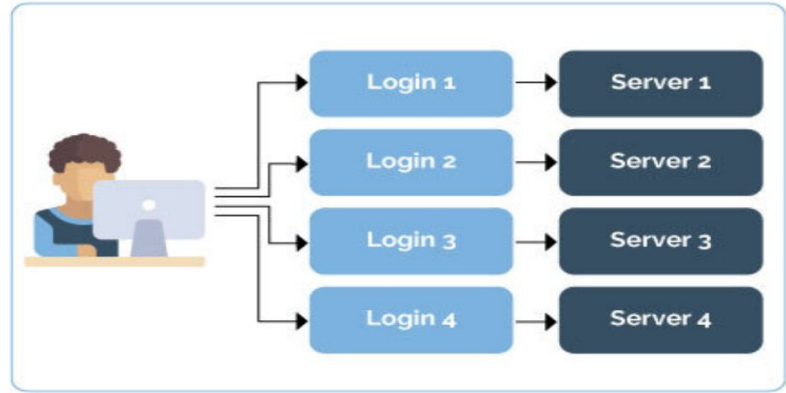 Login 1
Server 1
Login 2
Server 2
Login 3
Server 3
Login 4
Server 4